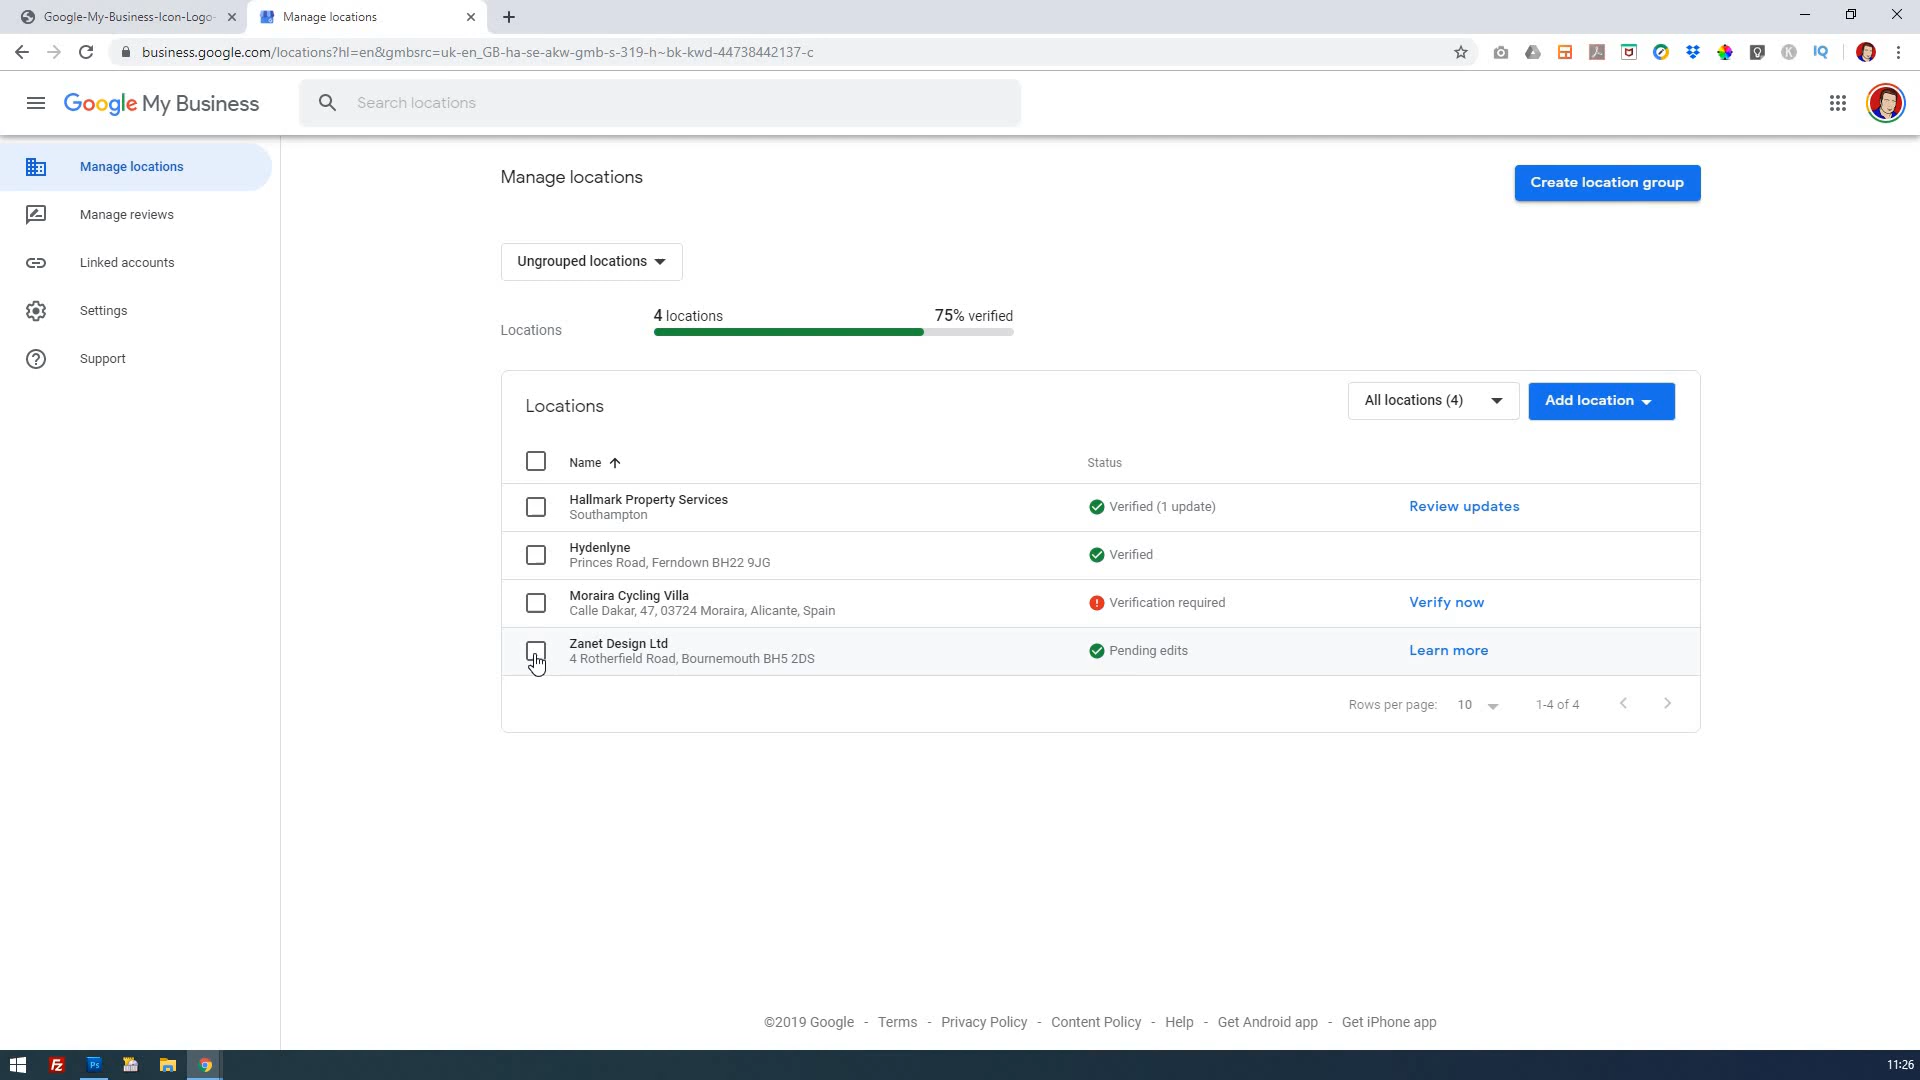 Google-My-Business-Icon-Logo-
Manage locations
business.google.com/locations?hl=en&gmbsrc=uk-en_GB-ha-se-akw-gmb-s-319-h~bk-kwd-44738442137-c
K
IQ
Google My Business
Search locations
Manage locations
Manage reviews
Linked accounts
Settings
Support
Manage locations
Create location group
Ungrouped locations
4 locations
75% verified
Locations
Locations
All locations (4)
Add location
Name
Status
Hallmark Property Services
Southampton
Verified (1 update)
Review updates
Hydenlyne
Princes Road, Ferndown BH22 9JG
Verified
Moraira Cycling Villa
Calle Dakar, 47, 03724 Moraira, Alicante, Spain
Verification required
Verify now
Zanet Design Ltd
4 Rotherfield Road, Bournemouth BH5 2DS
Pending edits
Learn more
Rows per page: 10
1-4 of 4
©2019 Google - Terms - Privacy Policy - Content Policy - Help - Get Android app - Get iPhone app
Fz
Ps
11:26